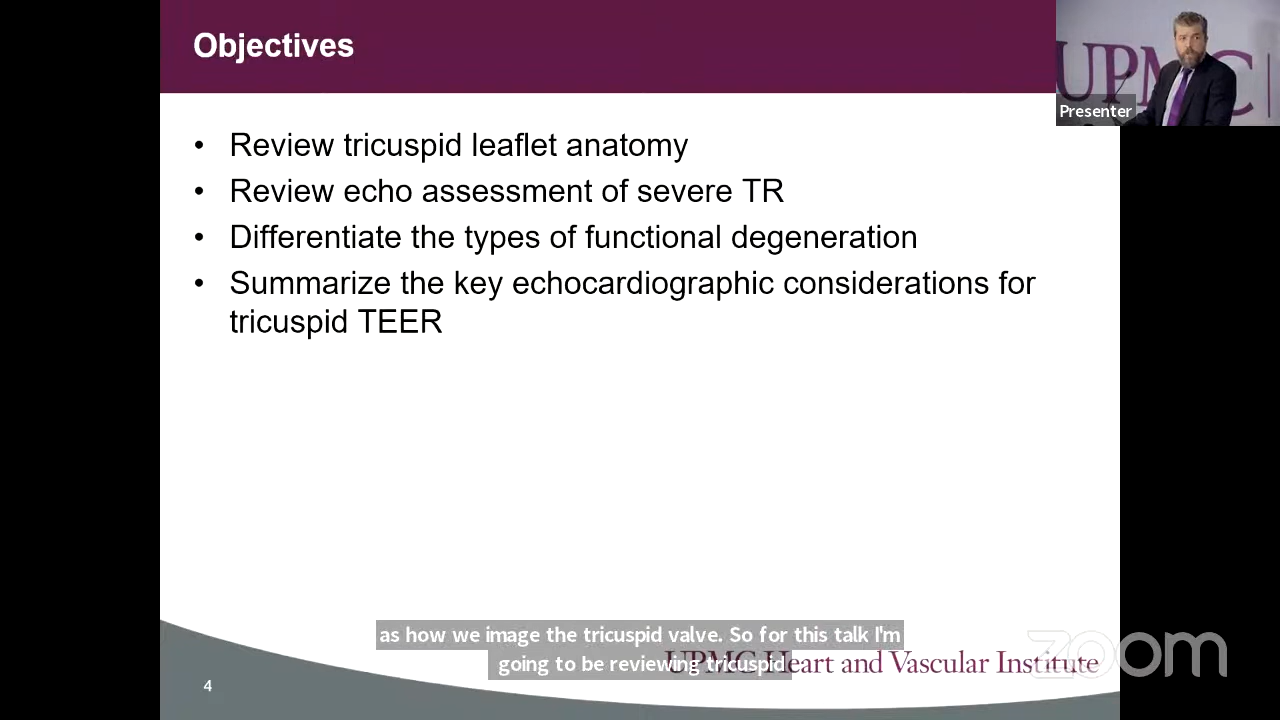 Objectives
UPMC
Presenter
• Review tricuspid leaflet anatomy
• Review echo assessment of severe TR
• Differentiate the types of functional degeneration
• Summarize the key echocardiographic considerations for
tricuspid TEER
as how we image the tricuspid valve. So for this talk I'm
going to be reviewing tricuspid
UPMC Heart and Vascular Institute
zoom
4